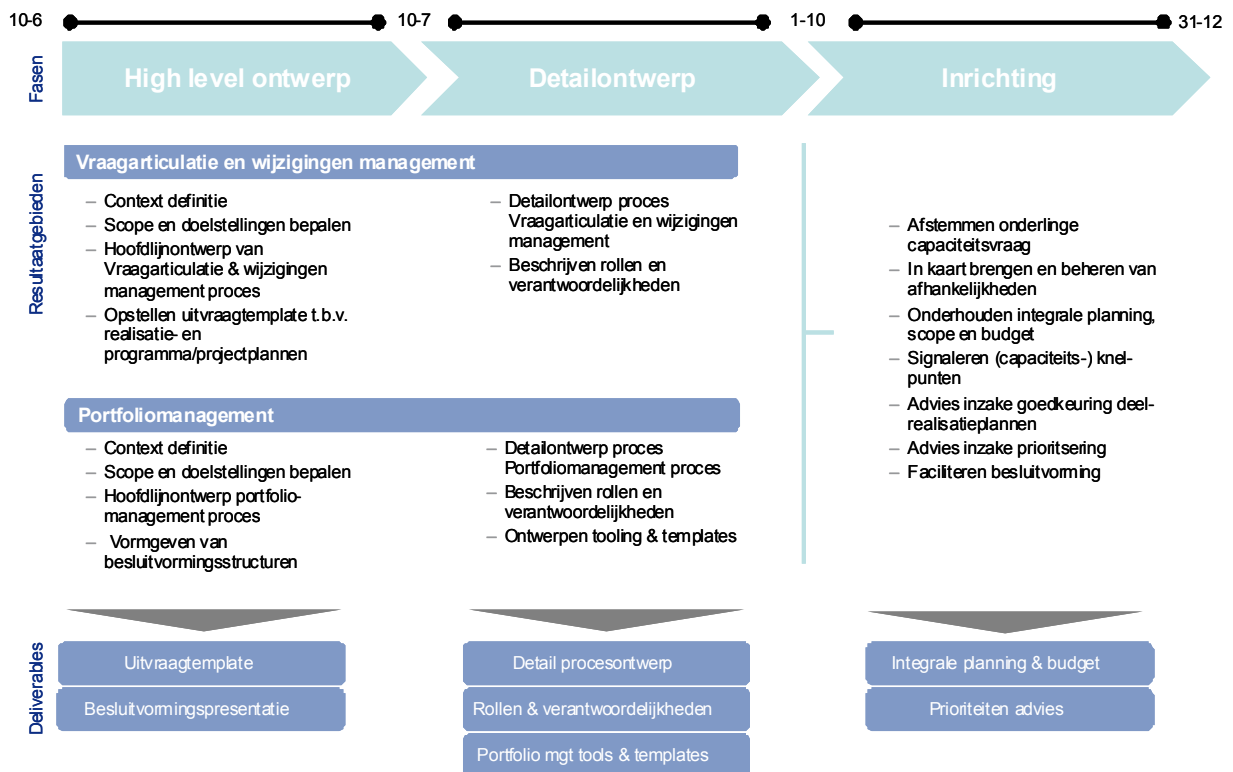 10-6
10-7
1-10
31-12
Fasen
High level ontwerp
Detailontwerp
Inrichting
Resultaatgebieden
Vraagarticulatie en wijzigingen management
– Context definitie
– Scope en doelstellingen bepalen
– Hoofdlijnontwerp van
Vraagarticulatie & wijzigingen
management proces
– Opstellen uitvraagtemplate t.b.v.
realisatie- en
programma/projectplannen
– Detailontwerp proces
Vraagarticulatie en wijzigingen
management
– Beschrijven rollen en
verantwoordelijkheden
Portfoliomanagement
– Context definitie
– Scope en doelstellingen bepalen
– Hoofdlijnontwerp portfolio-
management proces
– Vormgeven van
besluitvormingsstructuren
– Detailontwerp proces
Portfoliomanagement proces
– Beschrijven rollen en
verantwoordelijkheden
– Ontwerpen tooling & templates
– Afstemmen onderlinge
capaciteitsvraag
– In kaart brengen en beheren van
afhankelijkheden
– Onderhouden integrale planning,
scope en budget
– Signaleren (capaciteits-) knel-
punten
– Advies inzake goedkeuring deel-
realisatieplannen
– Advies inzake prioritsering
– Faciliteren besluitvorming
Deliverables
Uitvraagtemplate
Besluitvormingspresentatie
Detail procesontwerp
Rollen & verantwoordelijkheden
Portfolio mgt tools & templates
Integrale planning & budget
Prioriteiten advies